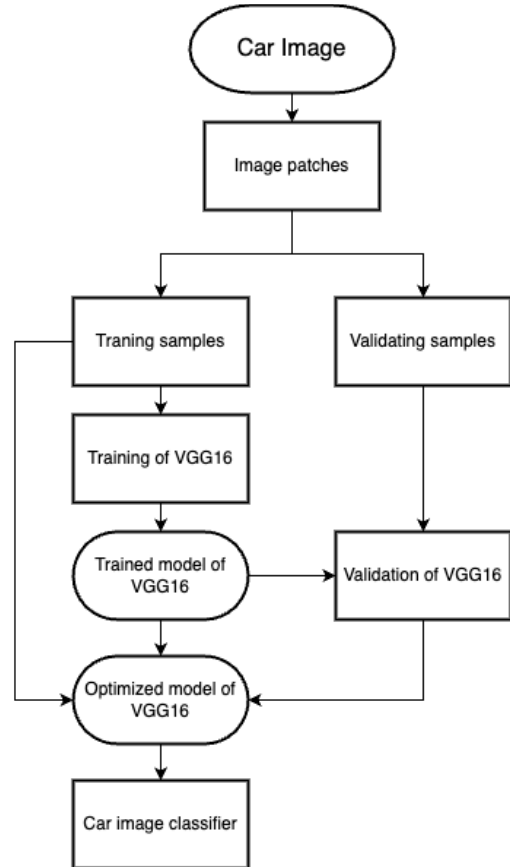 Car Image
Image patches
Traning samples
Validating samples
Training of VGG16
Trained model of
VGG16
Validation of VGG16
Optimized model of
VGG16
Car image classifier